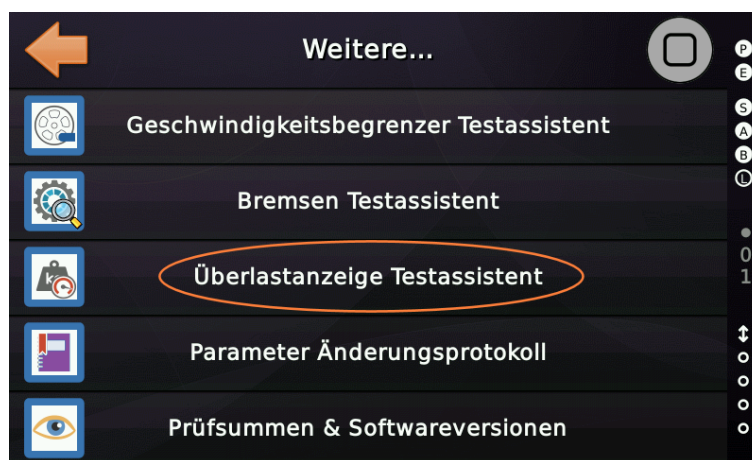 Weitere...
Geschwindigkeitsbegrenzer Testassistent
Bremsen Testassistent
Überlastanzeige Testassistent
Parameter Änderungsprotokoll
Prüfsummen & Softwareversionen
P
E
S
A
B
L
0
1